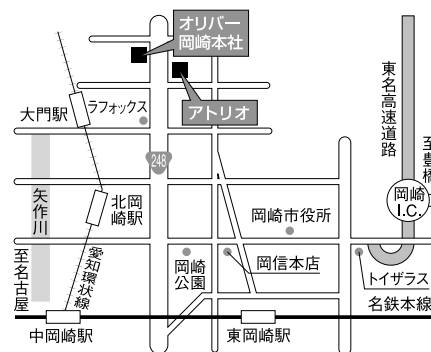 オリバー
岡崎本社
アトリオ
ラフォックス
大門駅
248
東名高速道路
至豊橋
岡崎
I.C.
矢作川
北岡
崎駅
岡崎市役所
岡崎
公園
岡信本店
トイザラス
至名古屋
愛知環状線
名鉄本線
中岡崎駅
東岡崎駅